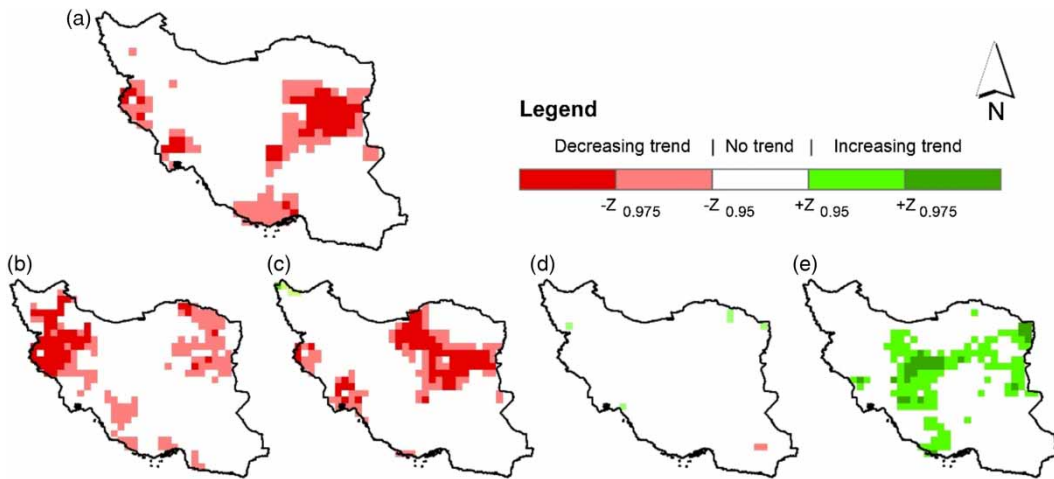 (a)
N
Legend
Decreasing trend | No trend | Increasing trend
-Z 0.975 -Z 0.95 +Z 0.95 +Z 0.975
(b) (c) (d) (e)